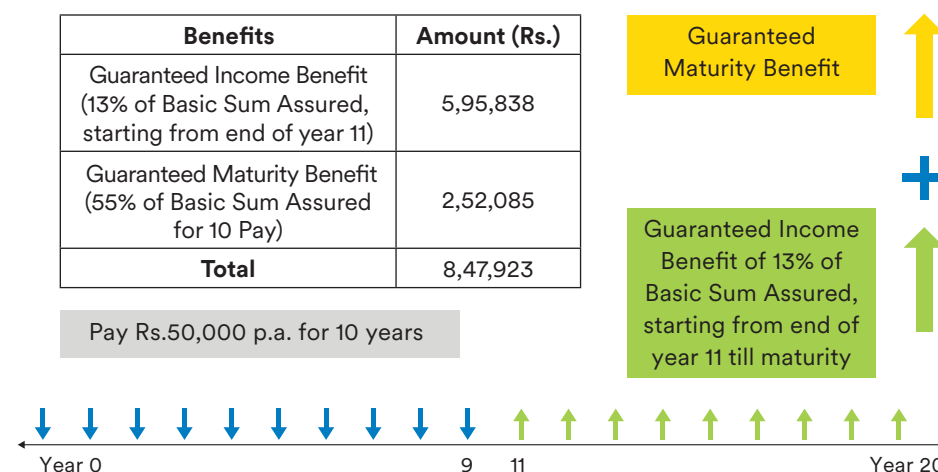 Benefits Amount (Rs.)
Guaranteed Income Benefit
(13% of Basic Sum Assured,
starting from end of year 11)
5,95,838
Guaranteed Maturity Benefit
(55% of Basic Sum Assured
for 10 Pay)
2,52,085
Total 8,47,923
Pay Rs.50,000 p.a. for 10 years
Guaranteed
Maturity Benefit
+
Guaranteed Income
Benefit of 13% of
Basic Sum Assured,
starting from end of
year 11 till maturity
Year 0 9 11 Year 20